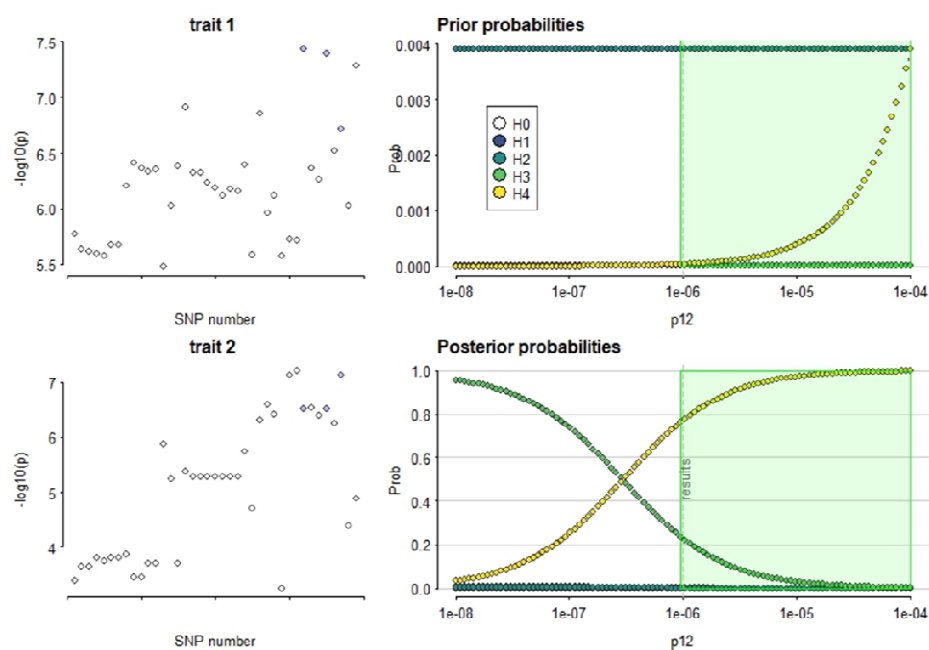 trait 1
7.5
7.0
6.5
6.0
5.5
-log10(p)
SNP number
Prior probabilities
0.004
0.003
0.002
0.001
0.000
Prob
H0
H1
H2
H3
H4
1e-08
1e-07
1e-06
1e-05
1e-04
p12
trait 2
7
6
5
4
-log10(p)
SNP number
Posterior probabilities
1.0
0.8
0.6
0.4
0.2
0.0
Prob
results
1e-08
1e-07
1e-06
1e-05
1e-04
p12